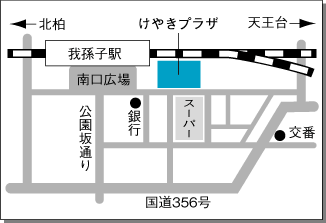 北柏
けやきプラザ
天王台
我孫子駅
南口広場
公園坂通り
銀行
スーパー
交番
国道356号